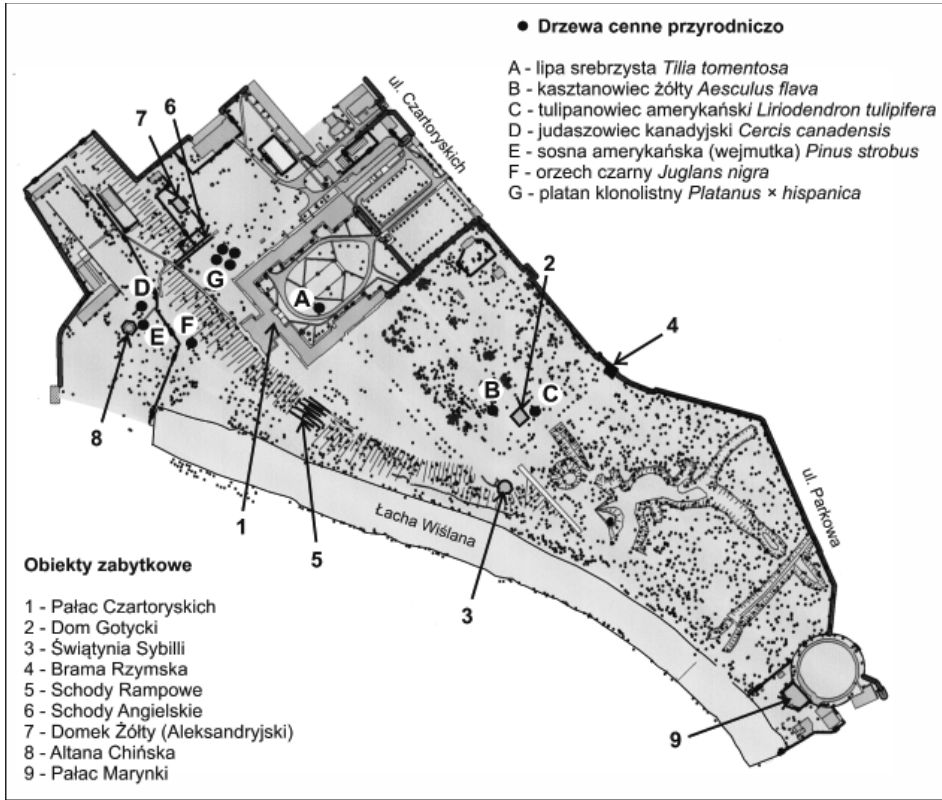 ● Drzewa cenne przyrodniczo
A - lipa srebrzysta Tilia tomentosa
B - kasztanowiec żółty Aesculus flava
C - tulipanowiec amerykański Liriodendron tulipifera
D - judaszowiec kanadyjski Cercis canadensis
E - sosna amerykańska (wejmutka) Pinus strobus
F - orzech czarny Juglans nigra
G - platan klonolistny Platanus × hispanica
ul. Czartoryskich
6
7
2
G
D
A
4
E
F
B
C
8
1
5
Łacha Wiślana
ul. Parkowa
3
9
Obiekty zabytkowe
1 - Pałac Czartoryskich
2 - Dom Gotycki
3 - Świątynia Sybilli
4 - Brama Rzymska
5 - Schody Rampowe
6 - Schody Angielskie
7 - Domek Żółty (Aleksandryjski)
8 - Altana Chińska
9 - Pałac Marynki